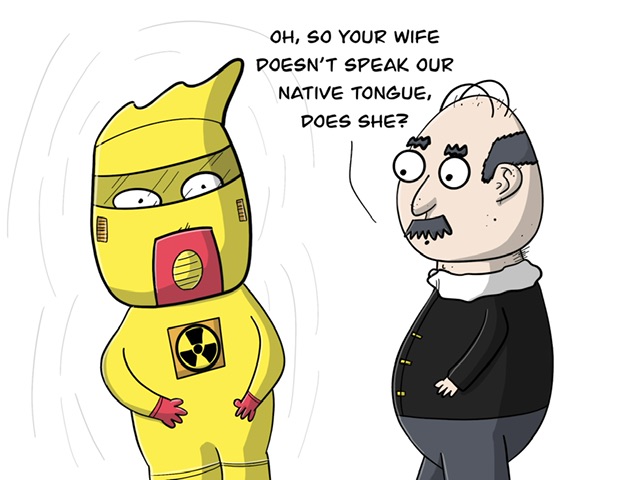 OH, SO YOUR WIFE
DOESN'T SPEAK OUR
NATIVE TONGUE,
DOES SHE?